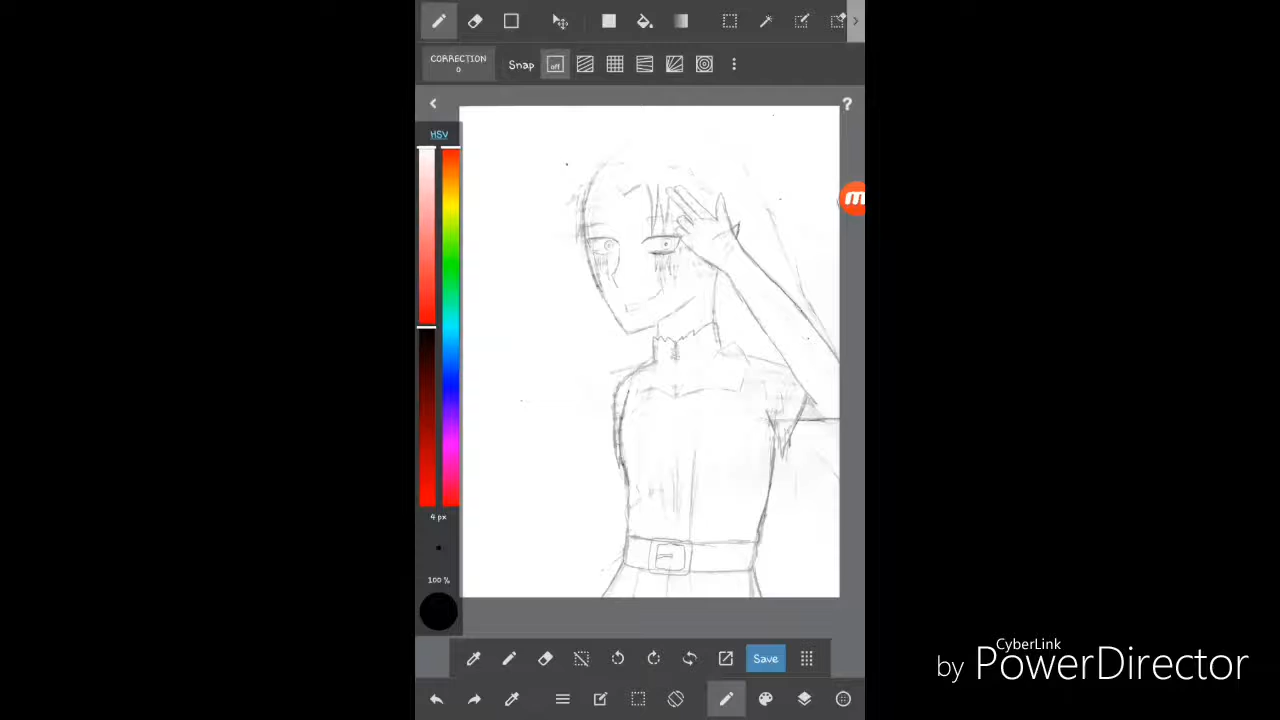 CORRECTION
0
Snap
off
?
HSV
m
4 px
100 %
Save
CyberLink
by PowerDirector